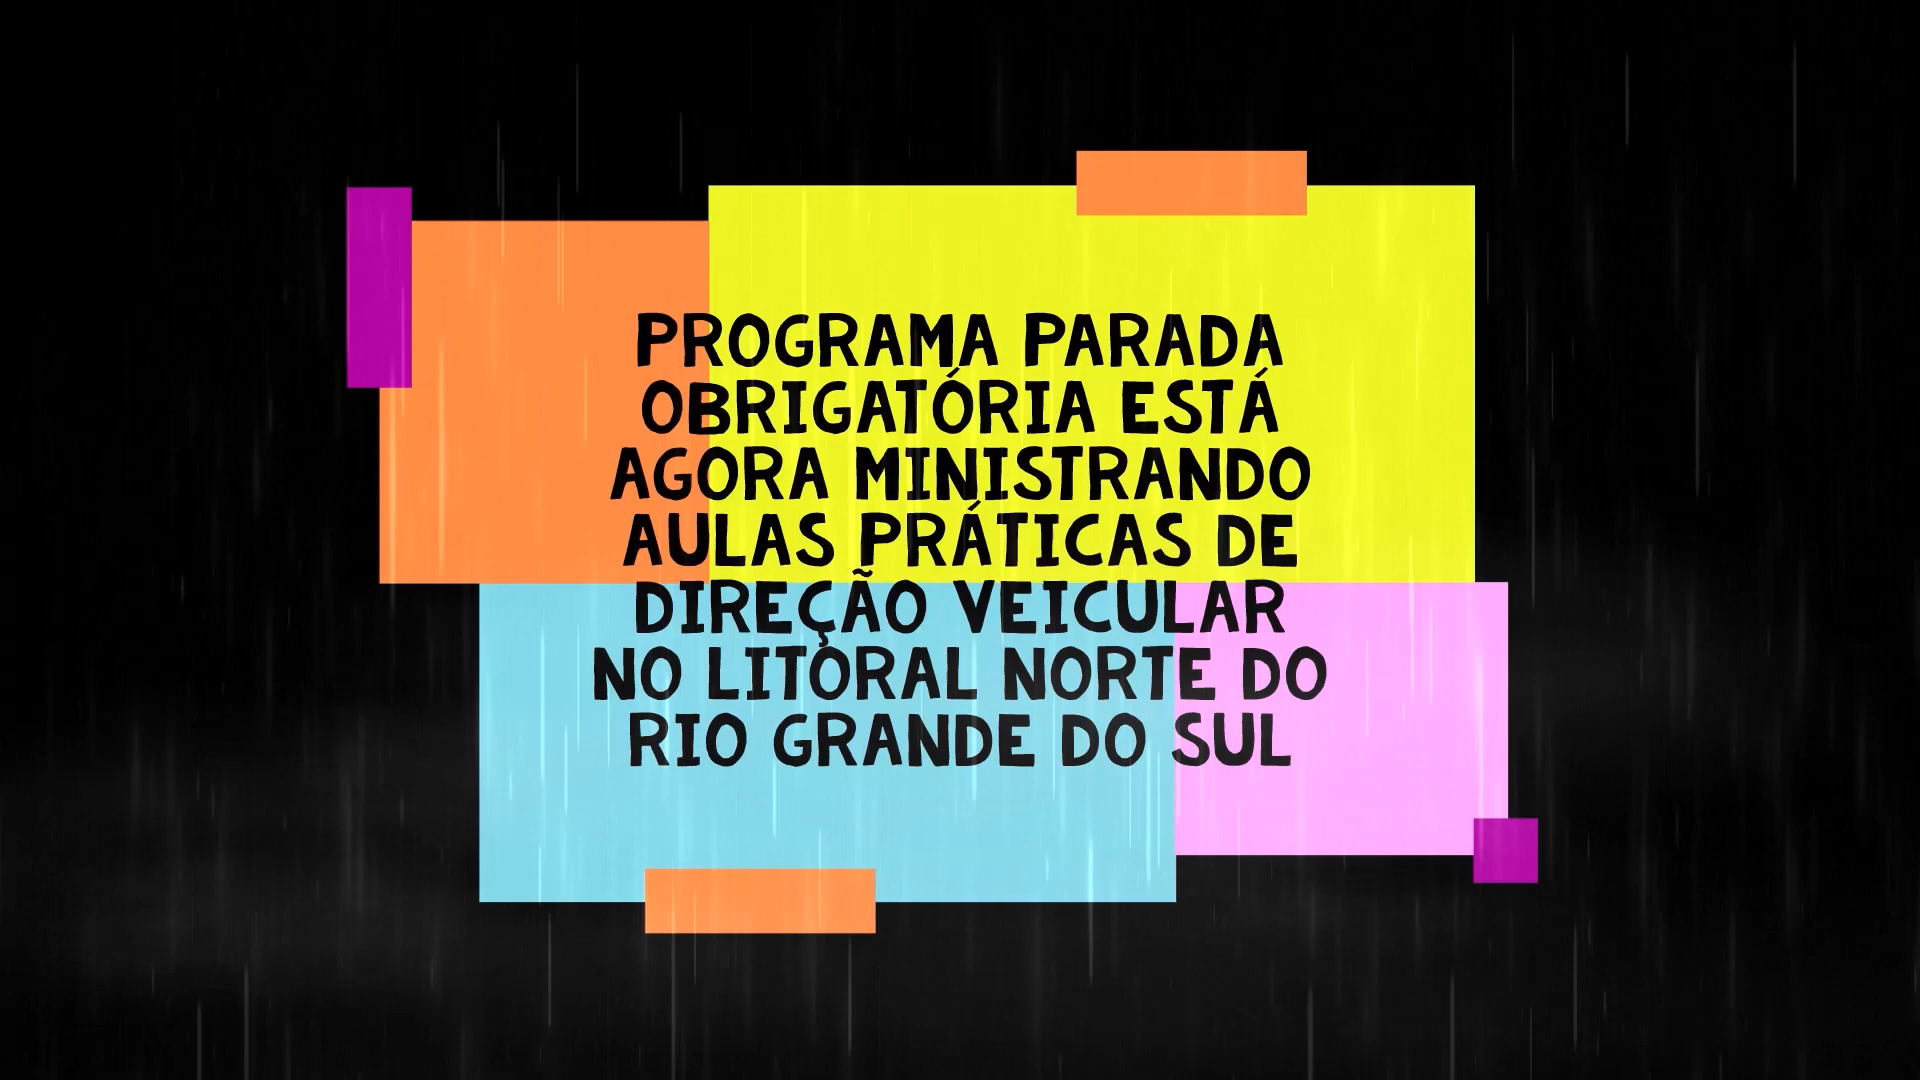 PROGRAMA PARADA
OBRIGATÓRIA ESTÁ
AGORA MINISTRANDO
AULAS PRÁTICAS DE
DIREÇÃO VEICULAR
NO LITORAL NORTE DO
RIO GRANDE DO SUL